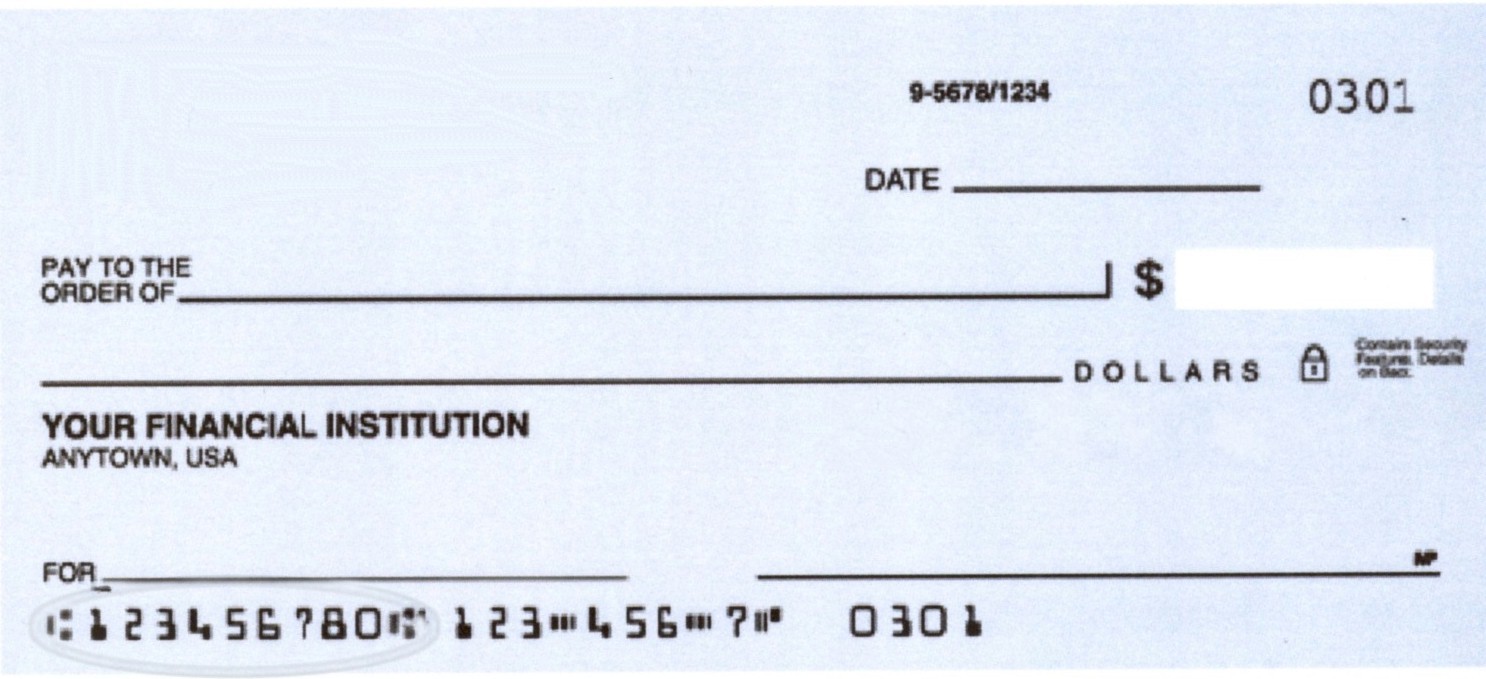 9-5678/1234 0301
DATE
PAY TO THE
ORDER OF $
DOLLARS
Contains Security
Features. Details
on Back.
YOUR FINANCIAL INSTITUTION
ANYTOWN, USA
FOR
MP
⑆123456780⑆ 123⑉456⑉7⑈ 0301